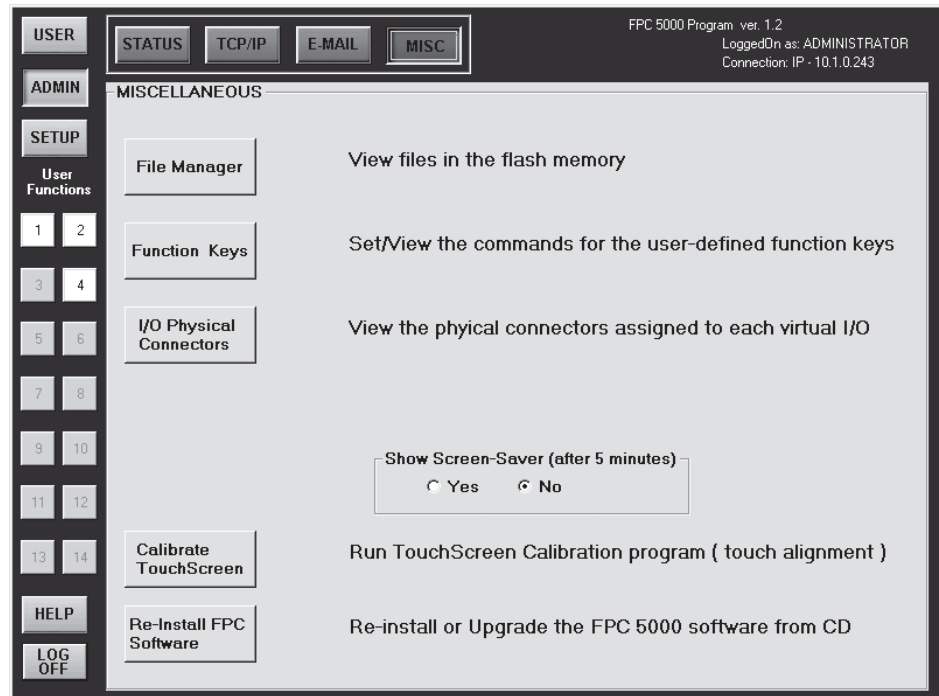 USER
ADMIN
SETUP
User
Functions
1 2
3 4
5 6
7 8
9 10
11 12
13 14
HELP
LOG
OFF
STATUS TCP/IP E-MAIL MISC
FPC 5000 Program ver. 1.2
LoggedOn as: ADMINISTRATOR
Connection: IP - 10.1.0.243
MISCELLANEOUS
File Manager View files in the flash memory
Function Keys Set/View the commands for the user-defined function keys
I/O Physical
Connectors
View the phyical connectors assigned to each virtual I/O
Show Screen-Saver (after 5 minutes)
Yes No
Calibrate
TouchScreen
Run TouchScreen Calibration program ( touch alignment )
Re-Install FPC
Software
Re-install or Upgrade the FPC 5000 software from CD